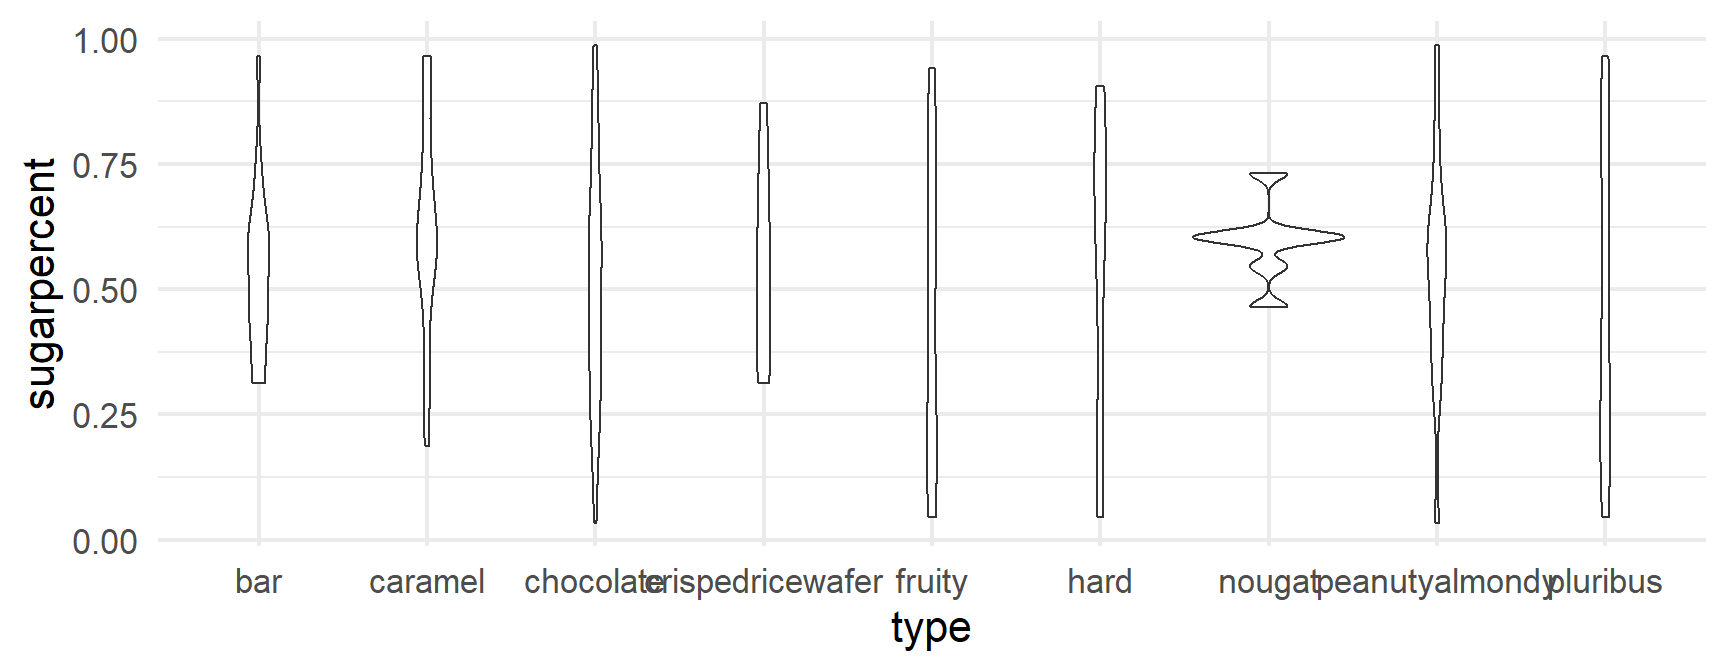 sugarpercent
1.00
0.75
0.50
0.25
0.00
bar caramel chocolate crispedricewafer fruity hard nougat peanutyalmondy pluribus
type